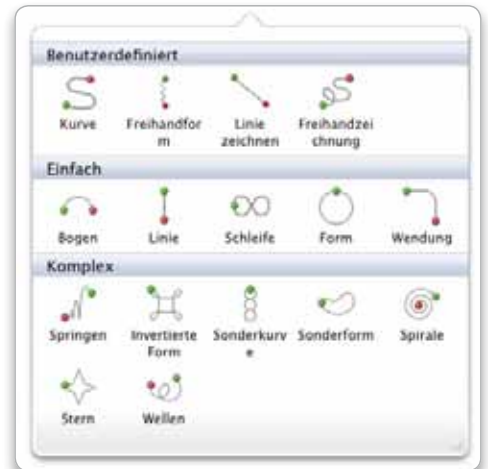 Benutzerdefiniert
Kurve Freihandfor Linie Freihandzei
m zeichnen chnung
Einfach
Bogen Linie Schleife Form Wendung
Komplex
Springen Invertierte Sonderkurv Sonderform Spirale
Form e
Stern Wellen